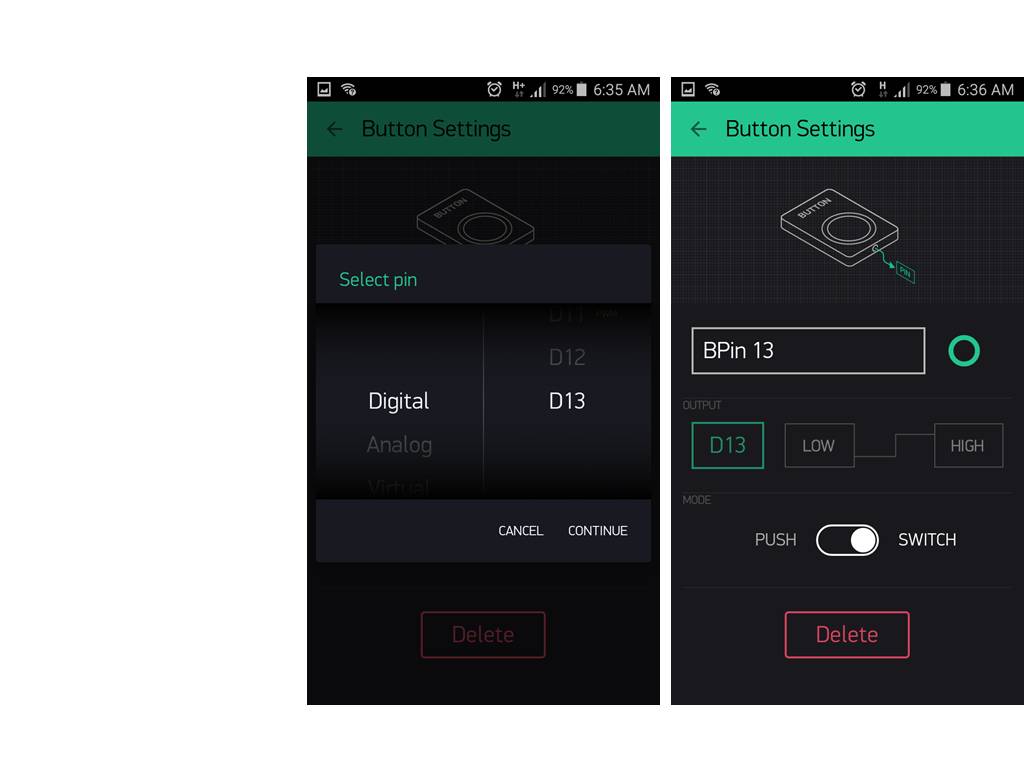 92% 6:35 AM
Button Settings
BUTTON
Select pin
D11 PWM
D12
Digital D13
Analog
Virtual
CANCEL CONTINUE
Delete
H 92% 6:36 AM
Button Settings
BUTTON
PIN
BPin 13
OUTPUT
D13 LOW HIGH
MODE
PUSH SWITCH
Delete